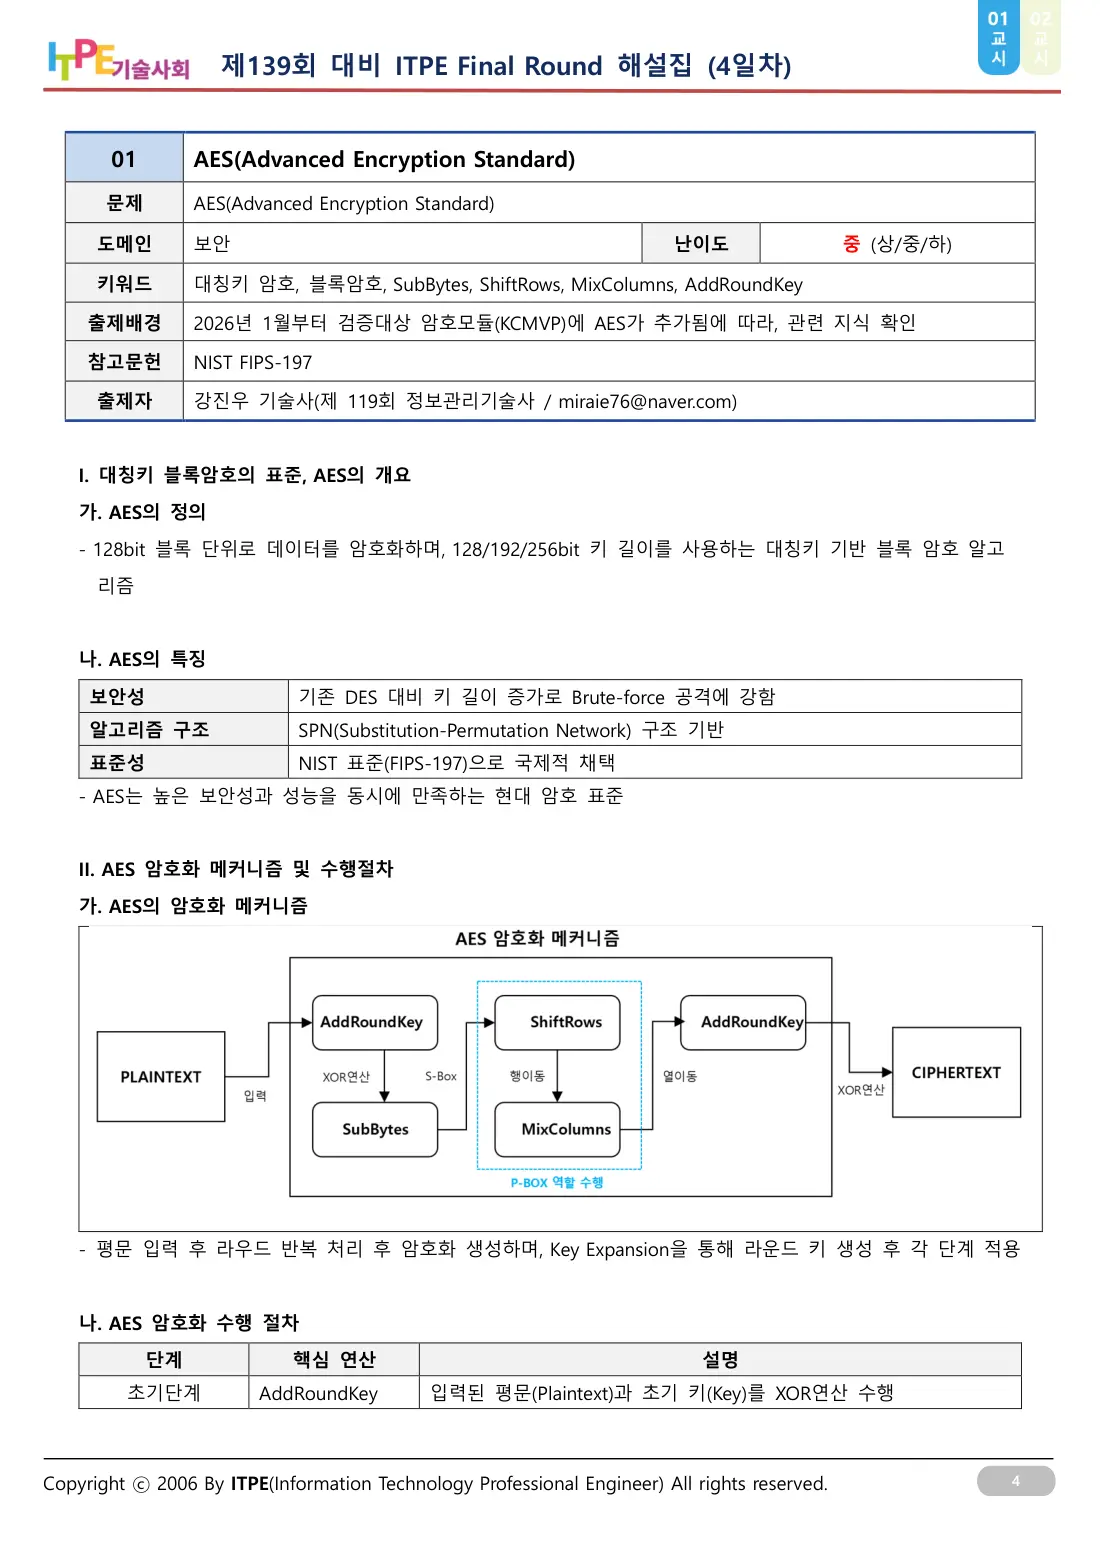 ITPE기술사회 제139회 대비 ITPE Final Round 해설집 (4일차)
01 교시
02 교시
01 AES(Advanced Encryption Standard)
문제 AES(Advanced Encryption Standard)
도메인 보안 난이도 중 (상/중/하)
키워드 대칭키 암호, 블록암호, SubBytes, ShiftRows, MixColumns, AddRoundKey
출제배경 2026년 1월부터 검증대상 암호모듈(KCMVP)에 AES가 추가됨에 따라, 관련 지식 확인
참고문헌 NIST FIPS-197
출제자 강진우 기술사(제 119회 정보관리기술사 / miraie76@naver.com)
I. 대칭키 블록암호의 표준, AES의 개요
가. AES의 정의
- 128bit 블록 단위로 데이터를 암호화하며, 128/192/256bit 키 길이를 사용하는 대칭키 기반 블록 암호 알고
리즘
나. AES의 특징
보안성 기존 DES 대비 키 길이 증가로 Brute-force 공격에 강함
알고리즘 구조 SPN(Substitution-Permutation Network) 구조 기반
표준성 NIST 표준(FIPS-197)으로 국제적 채택
- AES는 높은 보안성과 성능을 동시에 만족하는 현대 암호 표준
II. AES 암호화 메커니즘 및 수행절차
가. AES의 암호화 메커니즘
AES 암호화 메커니즘
PLAINTEXT
입력
AddRoundKey
XOR연산
SubBytes
S-Box
ShiftRows
행이동
MixColumns
P-BOX 역할 수행
열이동
AddRoundKey
XOR연산
CIPHERTEXT
- 평문 입력 후 라우드 반복 처리 후 암호화 생성하며, Key Expansion을 통해 라운드 키 생성 후 각 단계 적용
나. AES 암호화 수행 절차
단계 핵심 연산 설명
초기단계 AddRoundKey 입력된 평문(Plaintext)과 초기 키(Key)를 XOR연산 수행
Copyright ⓒ 2006 By ITPE(Information Technology Professional Engineer) All rights reserved.
4